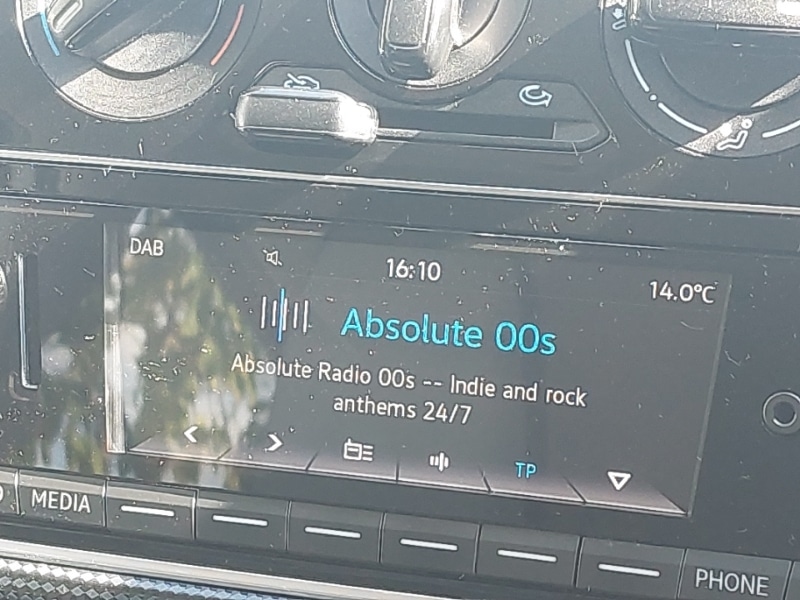 DAB
16:10
14.0°C
Absolute 00s
Absolute Radio 00s -- Indie and rock
anthems 24/7
TP
MEDIA
PHONE